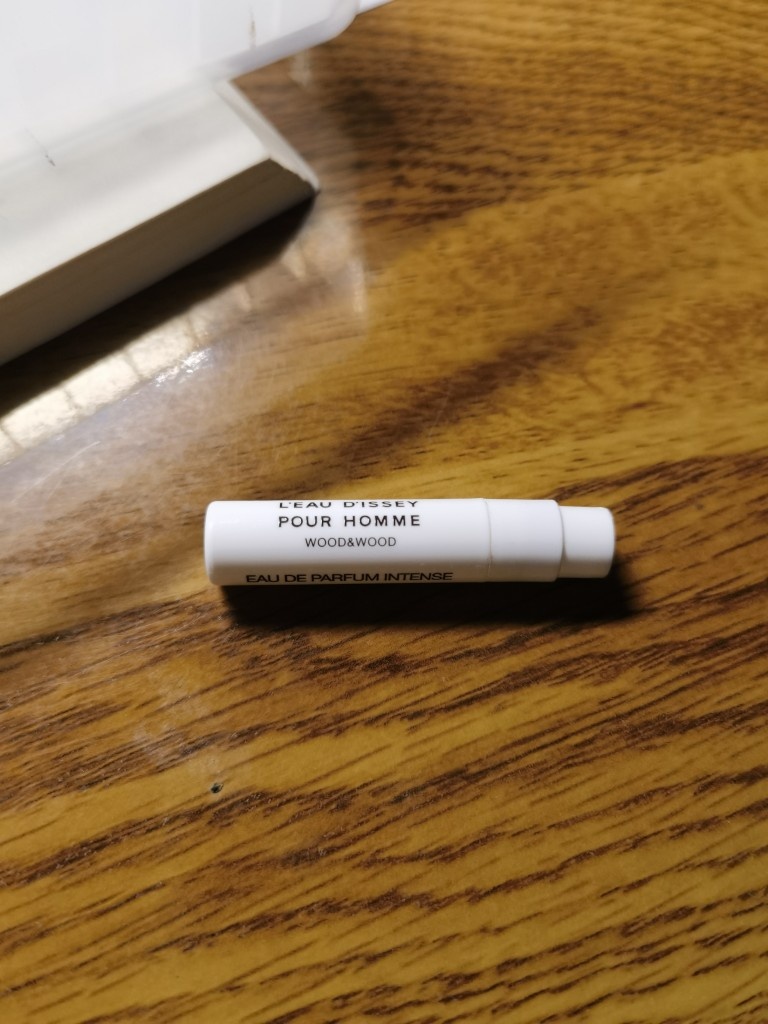 L'EAU D'ISSEY
POUR HOMME
WOOD&WOOD
EAU DE PARFUM INTENSE